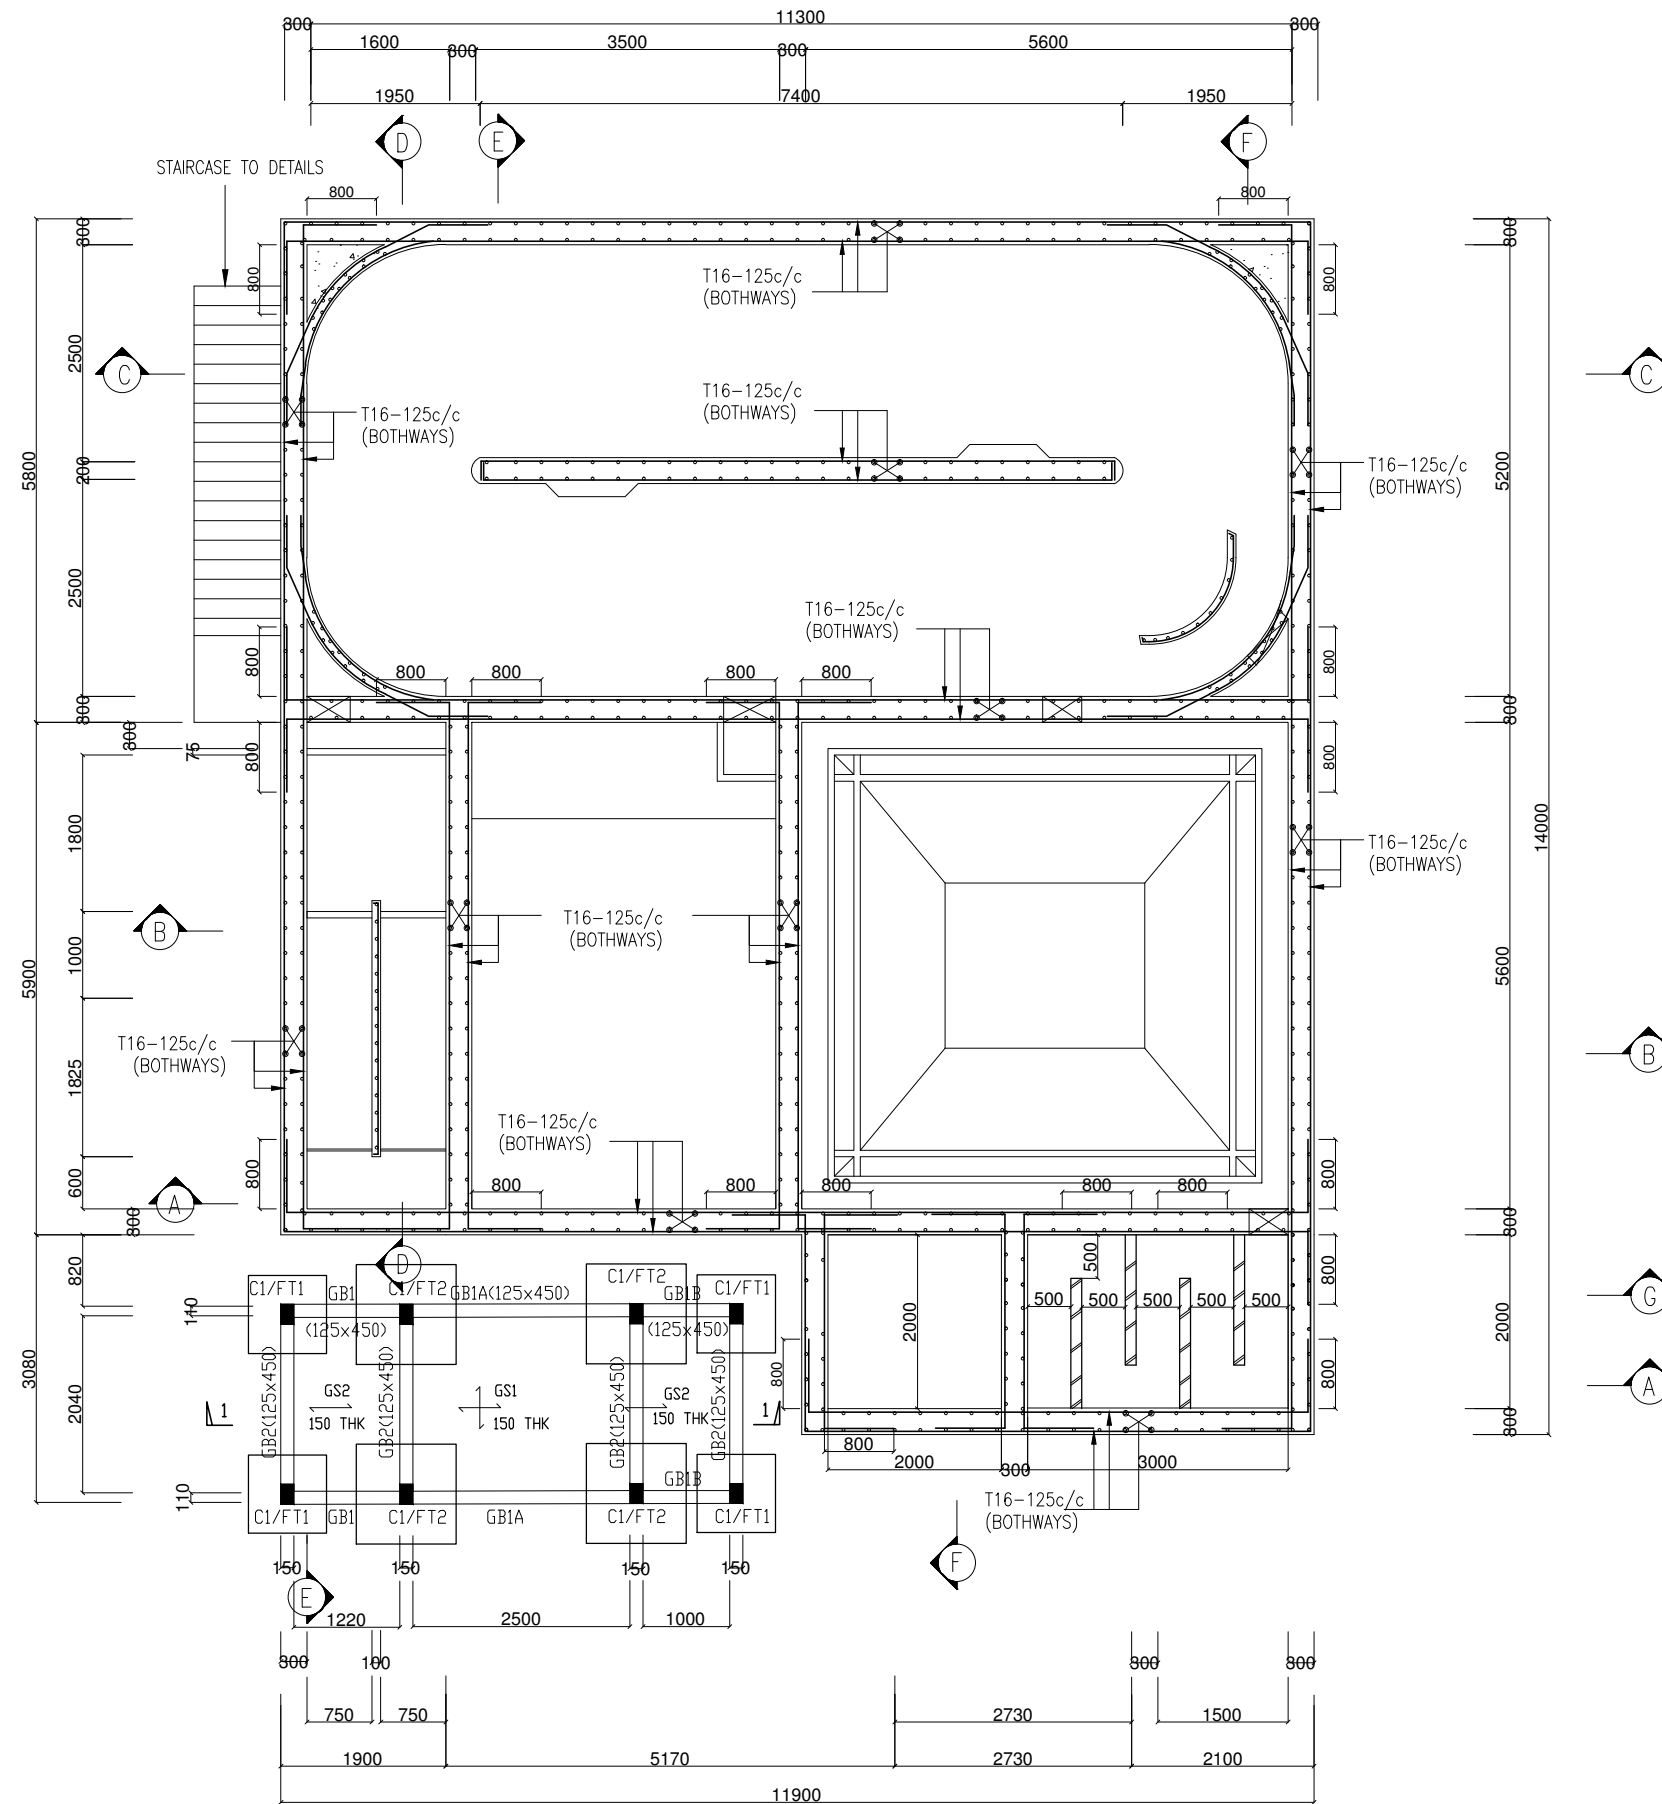 11300
300
300
1600
300
3500
300
5600
1950
7400
1950
D
E
F
STAIRCASE TO DETAILS
800
800
300
300
800
800
T16-125c/c
(BOTHWAYS)
2500
C
C
T16-125c/c
(BOTHWAYS)
T16-125c/c
(BOTHWAYS)
5800
200
T16-125c/c
(BOTHWAYS)
5200
2500
T16-125c/c
(BOTHWAYS)
800
800
800
800
800
800
300
300
300
75
800
800
1800
14000
T16-125c/c
(BOTHWAYS)
B
T16-125c/c
(BOTHWAYS)
1000
5900
5600
T16-125c/c
(BOTHWAYS)
B
1825
T16-125c/c
(BOTHWAYS)
600
800
800
800
800
800
800
800
A
300
300
820
D
500
800
C1/FT1
GB1
C1/FT2
GB1A(125x450)
C1/FT2
GB1B
C1/FT1
G
500
500
500
500
500
110
(125x450)
(125x450)
2000
2000
3080
2040
GB2(125x450)
GB2(125x450)
GB2(125x450)
GB2(125x450)
800
800
A
GS2
150 THK
GS1
150 THK
GS2
150 THK
1
1
300
800
GB1B
2000
300
3000
110
C1/FT1
GB1
C1/FT2
GB1A
C1/FT2
C1/FT1
T16-125c/c
(BOTHWAYS)
150
150
150
150
E
F
1220
2500
1000
300
100
300
300
750
750
2730
1500
1900
5170
2730
2100
11900